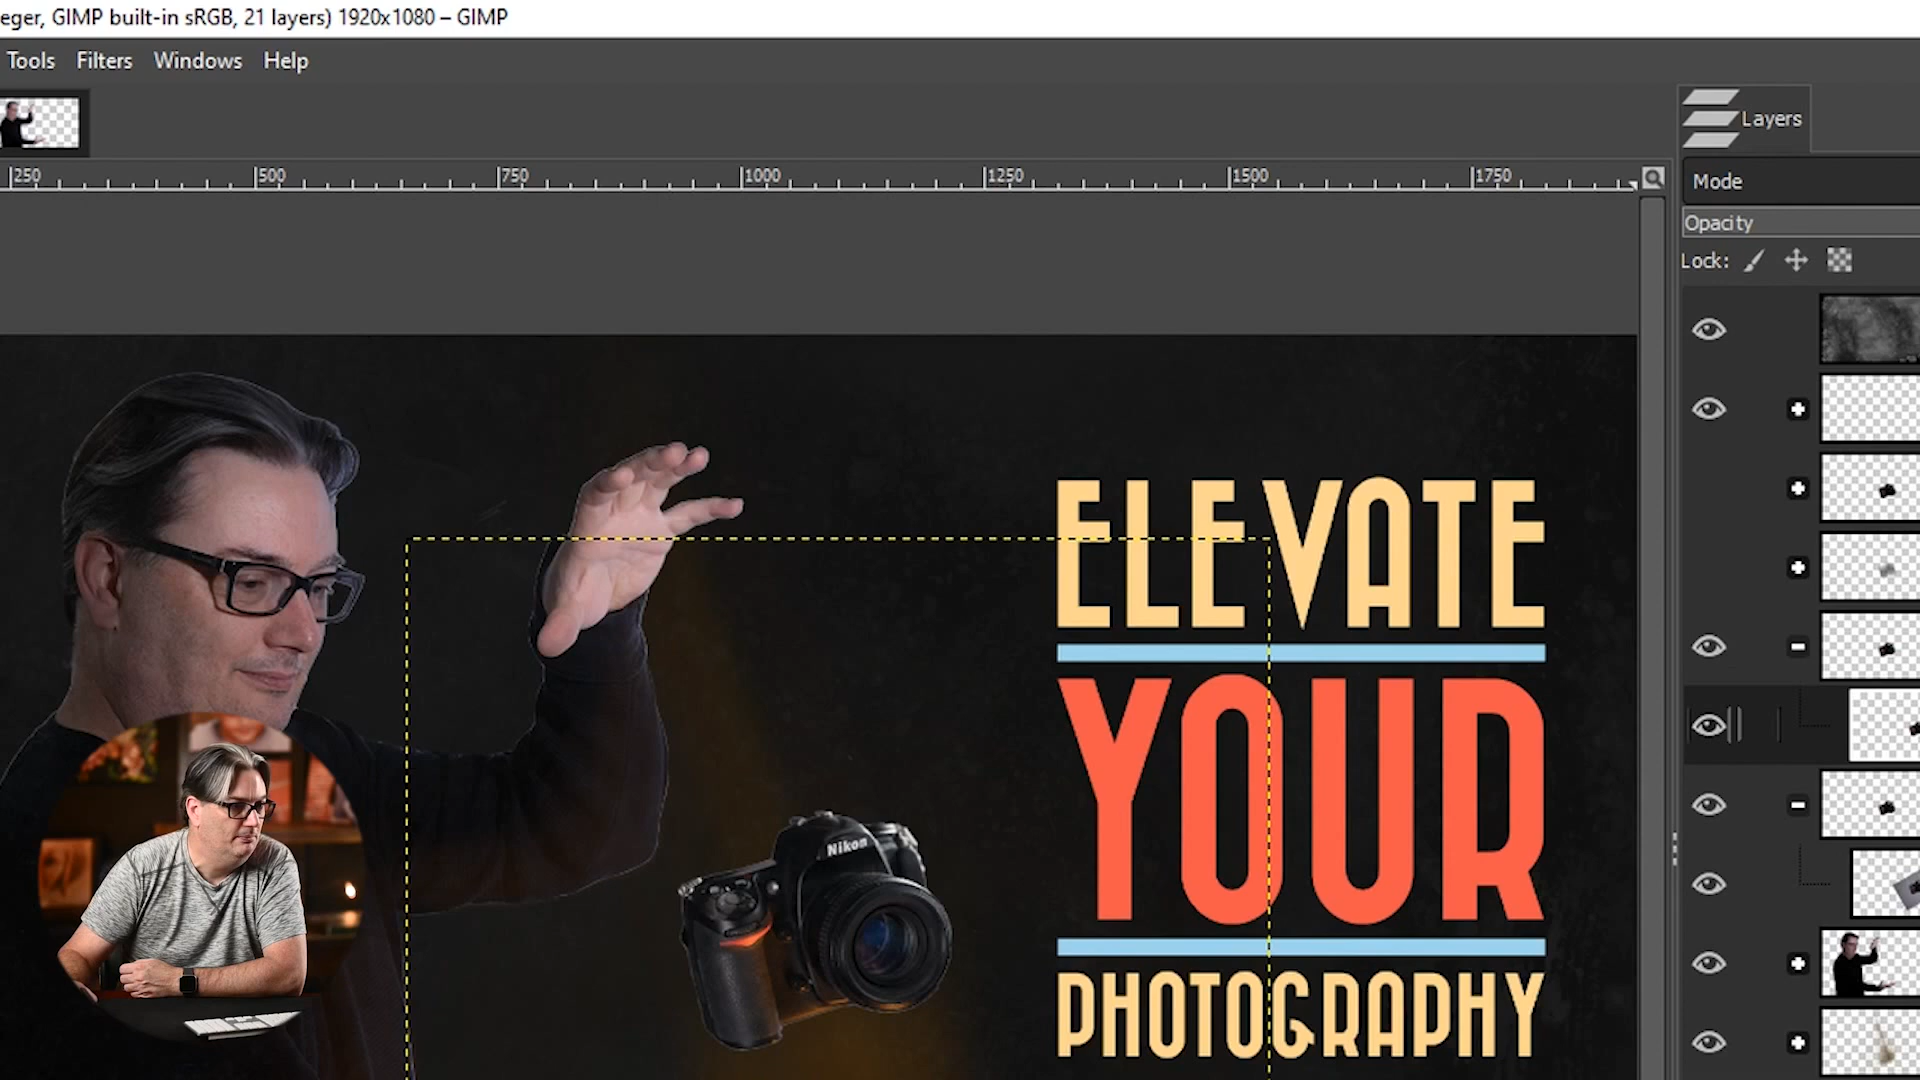 eger, GIMP built-in sRGB, 21 layers) 1920x1080 – GIMP
Tools Filters Windows Help
Layers
250 500 750 1000 1250 1500 1750
Mode
Opacity
Lock:
ELEVATE
YOUR
PHOTOGRAPHY
Nikon